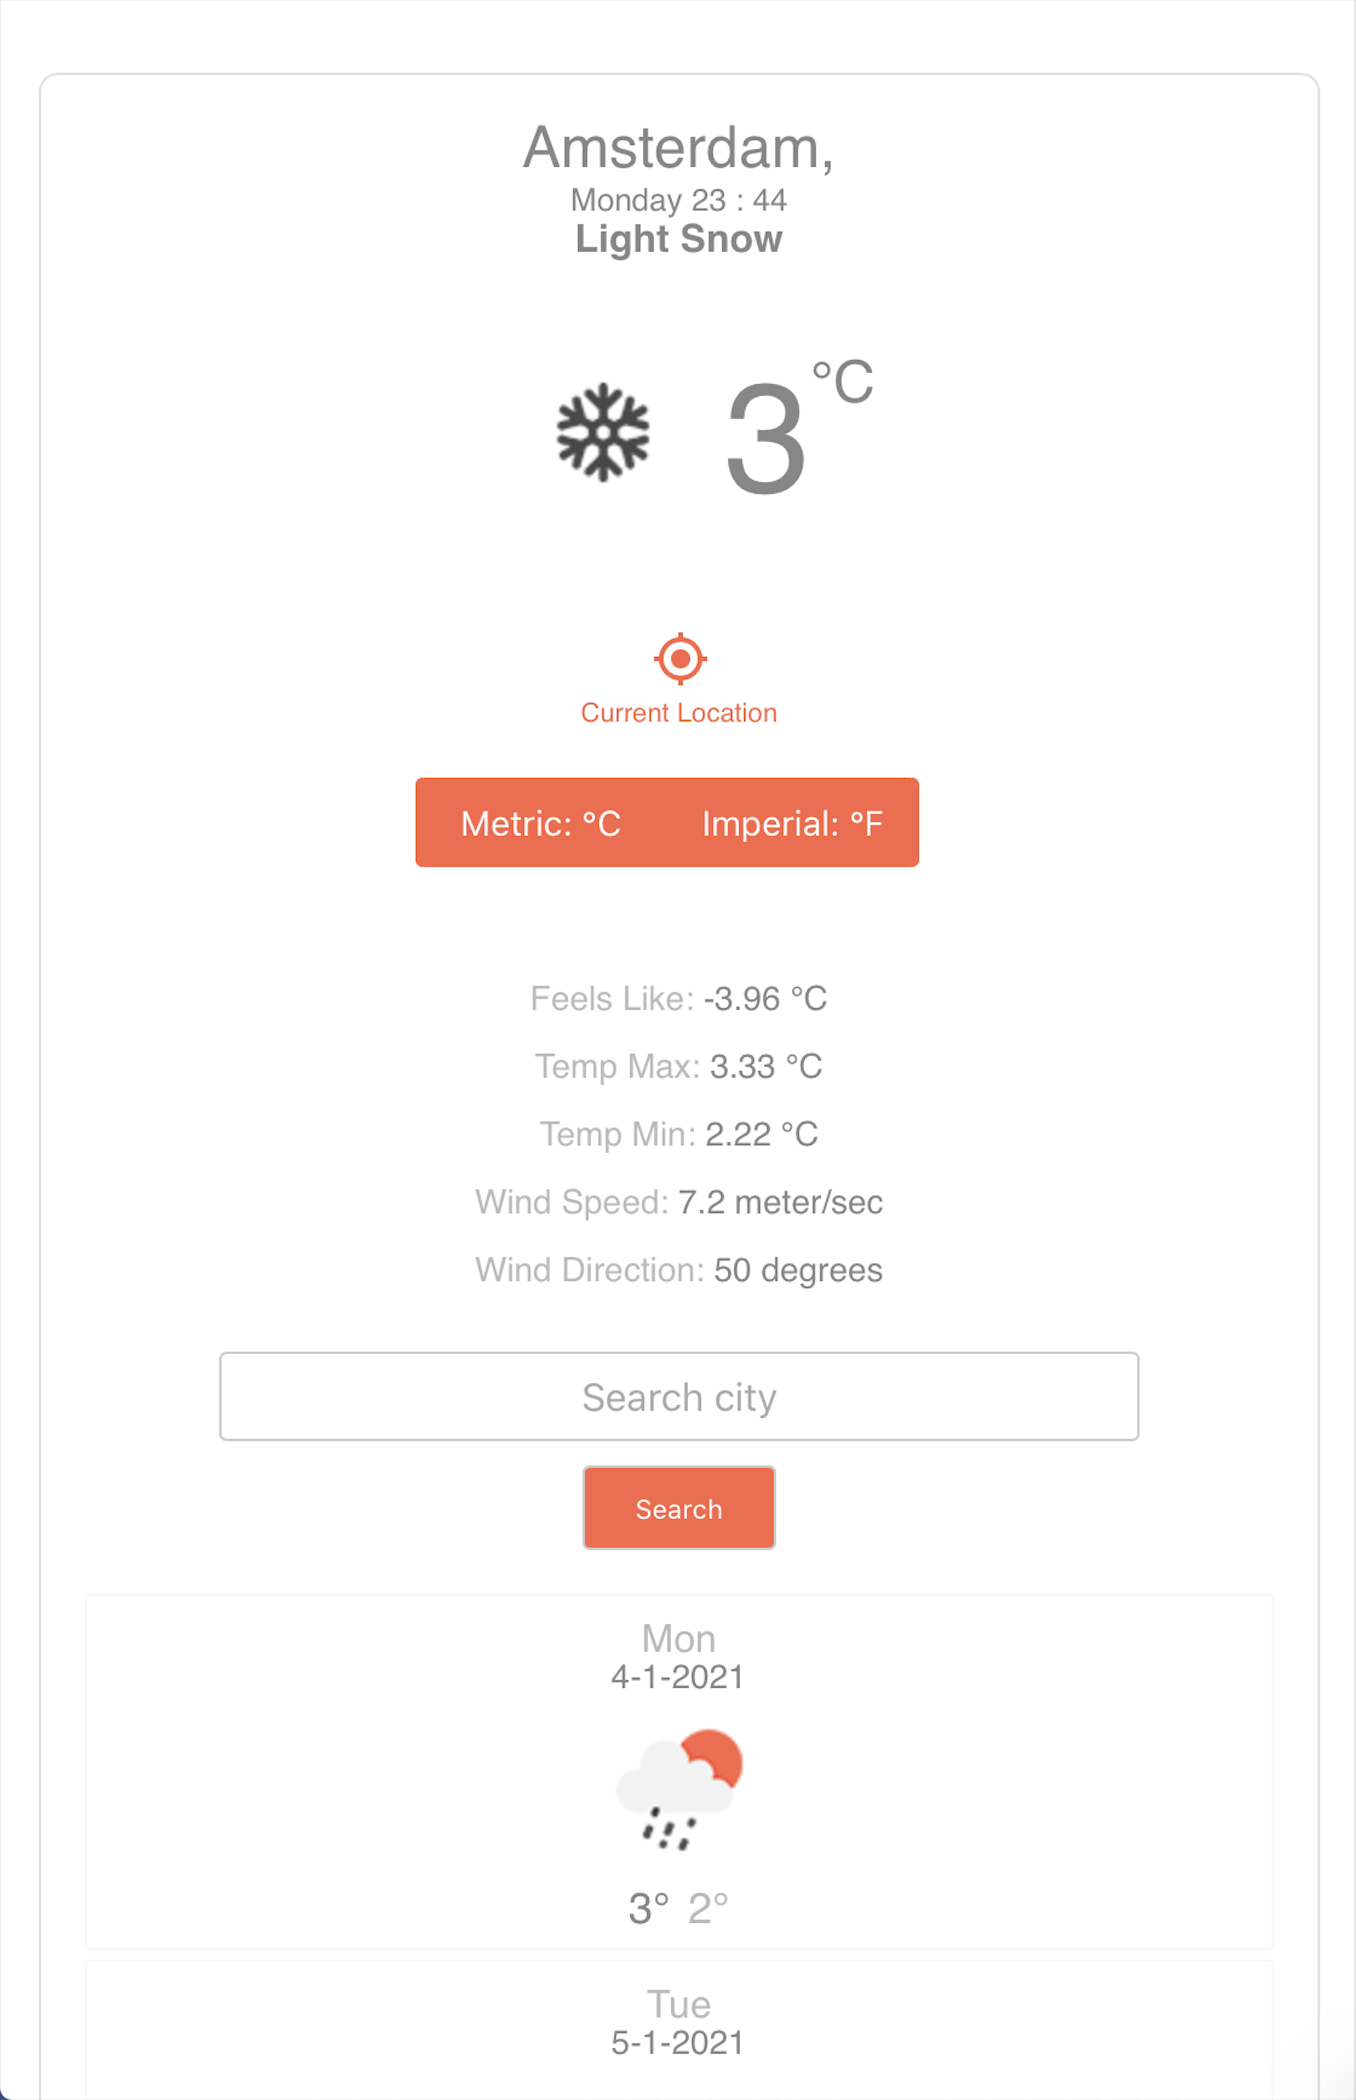 Amsterdam,
Monday 23 : 44
Light Snow
3 °C
Current Location
Metric: °C Imperial: °F
Feels Like: -3.96 °C
Temp Max: 3.33 °C
Temp Min: 2.22 °C
Wind Speed: 7.2 meter/sec
Wind Direction: 50 degrees
Search city
Search
Mon
4-1-2021
3° 2°
Tue
5-1-2021